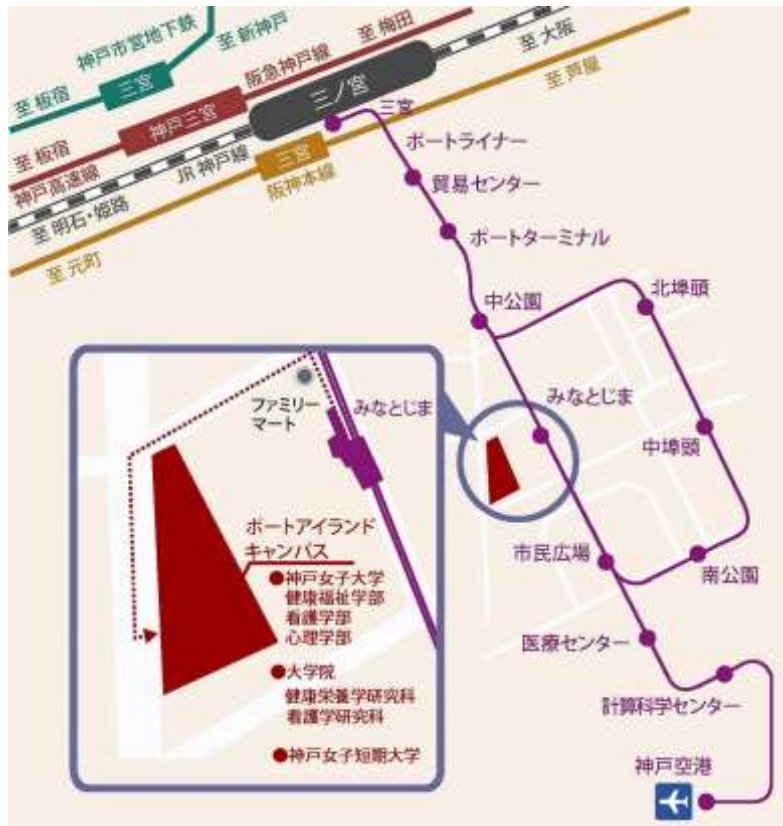 神戸市営地下鉄
至 新神戸
至 板宿
三宮
阪急神戸線
至 梅田
至 大阪
至 芦屋
三ノ宮
神戸三宮
至 板宿
神戸高速線
JR 神戸線
三宮
阪神本線
至 明石・姫路
至 元町
三宮
ポートライナー
貿易センター
ポートターミナル
中公園
北埠頭
みなとじま
中埠頭
市民広場
南公園
医療センター
計算科学センター
神戸空港
ファミリー
マート
みなとじま
ポートアイランド
キャンパス
●神戸女子大学
健康福祉学部
看護学部
心理学部
●大学院
健康栄養学研究科
看護学研究科
●神戸女子短期大学